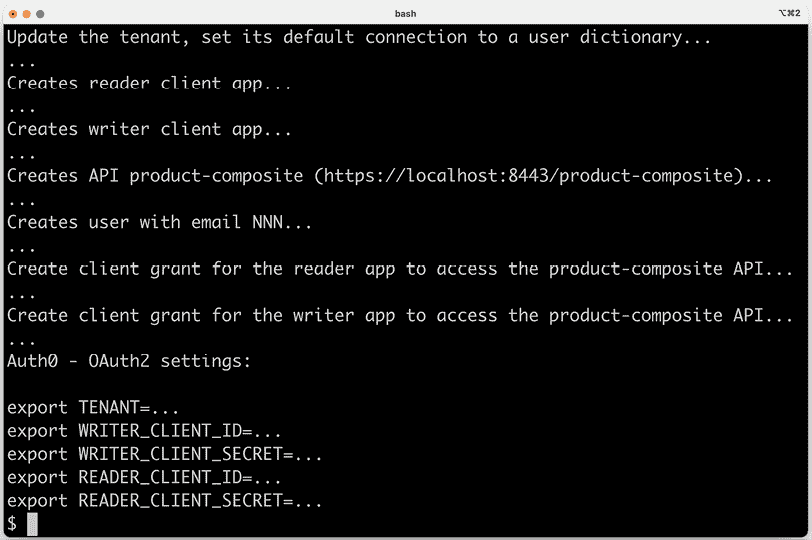 bash
⌥⌘2
Update the tenant, set its default connection to a user dictionary...
...
Creates reader client app...
...
Creates writer client app...
...
Creates API product-composite (https://localhost:8443/product-composite)...
...
Creates user with email NNN...
...
Create client grant for the reader app to access the product-composite API...
...
Create client grant for the writer app to access the product-composite API...
...
Auth0 - OAuth2 settings:
export TENANT=...
export WRITER_CLIENT_ID=...
export WRITER_CLIENT_SECRET=...
export READER_CLIENT_ID=...
export READER_CLIENT_SECRET=...
$